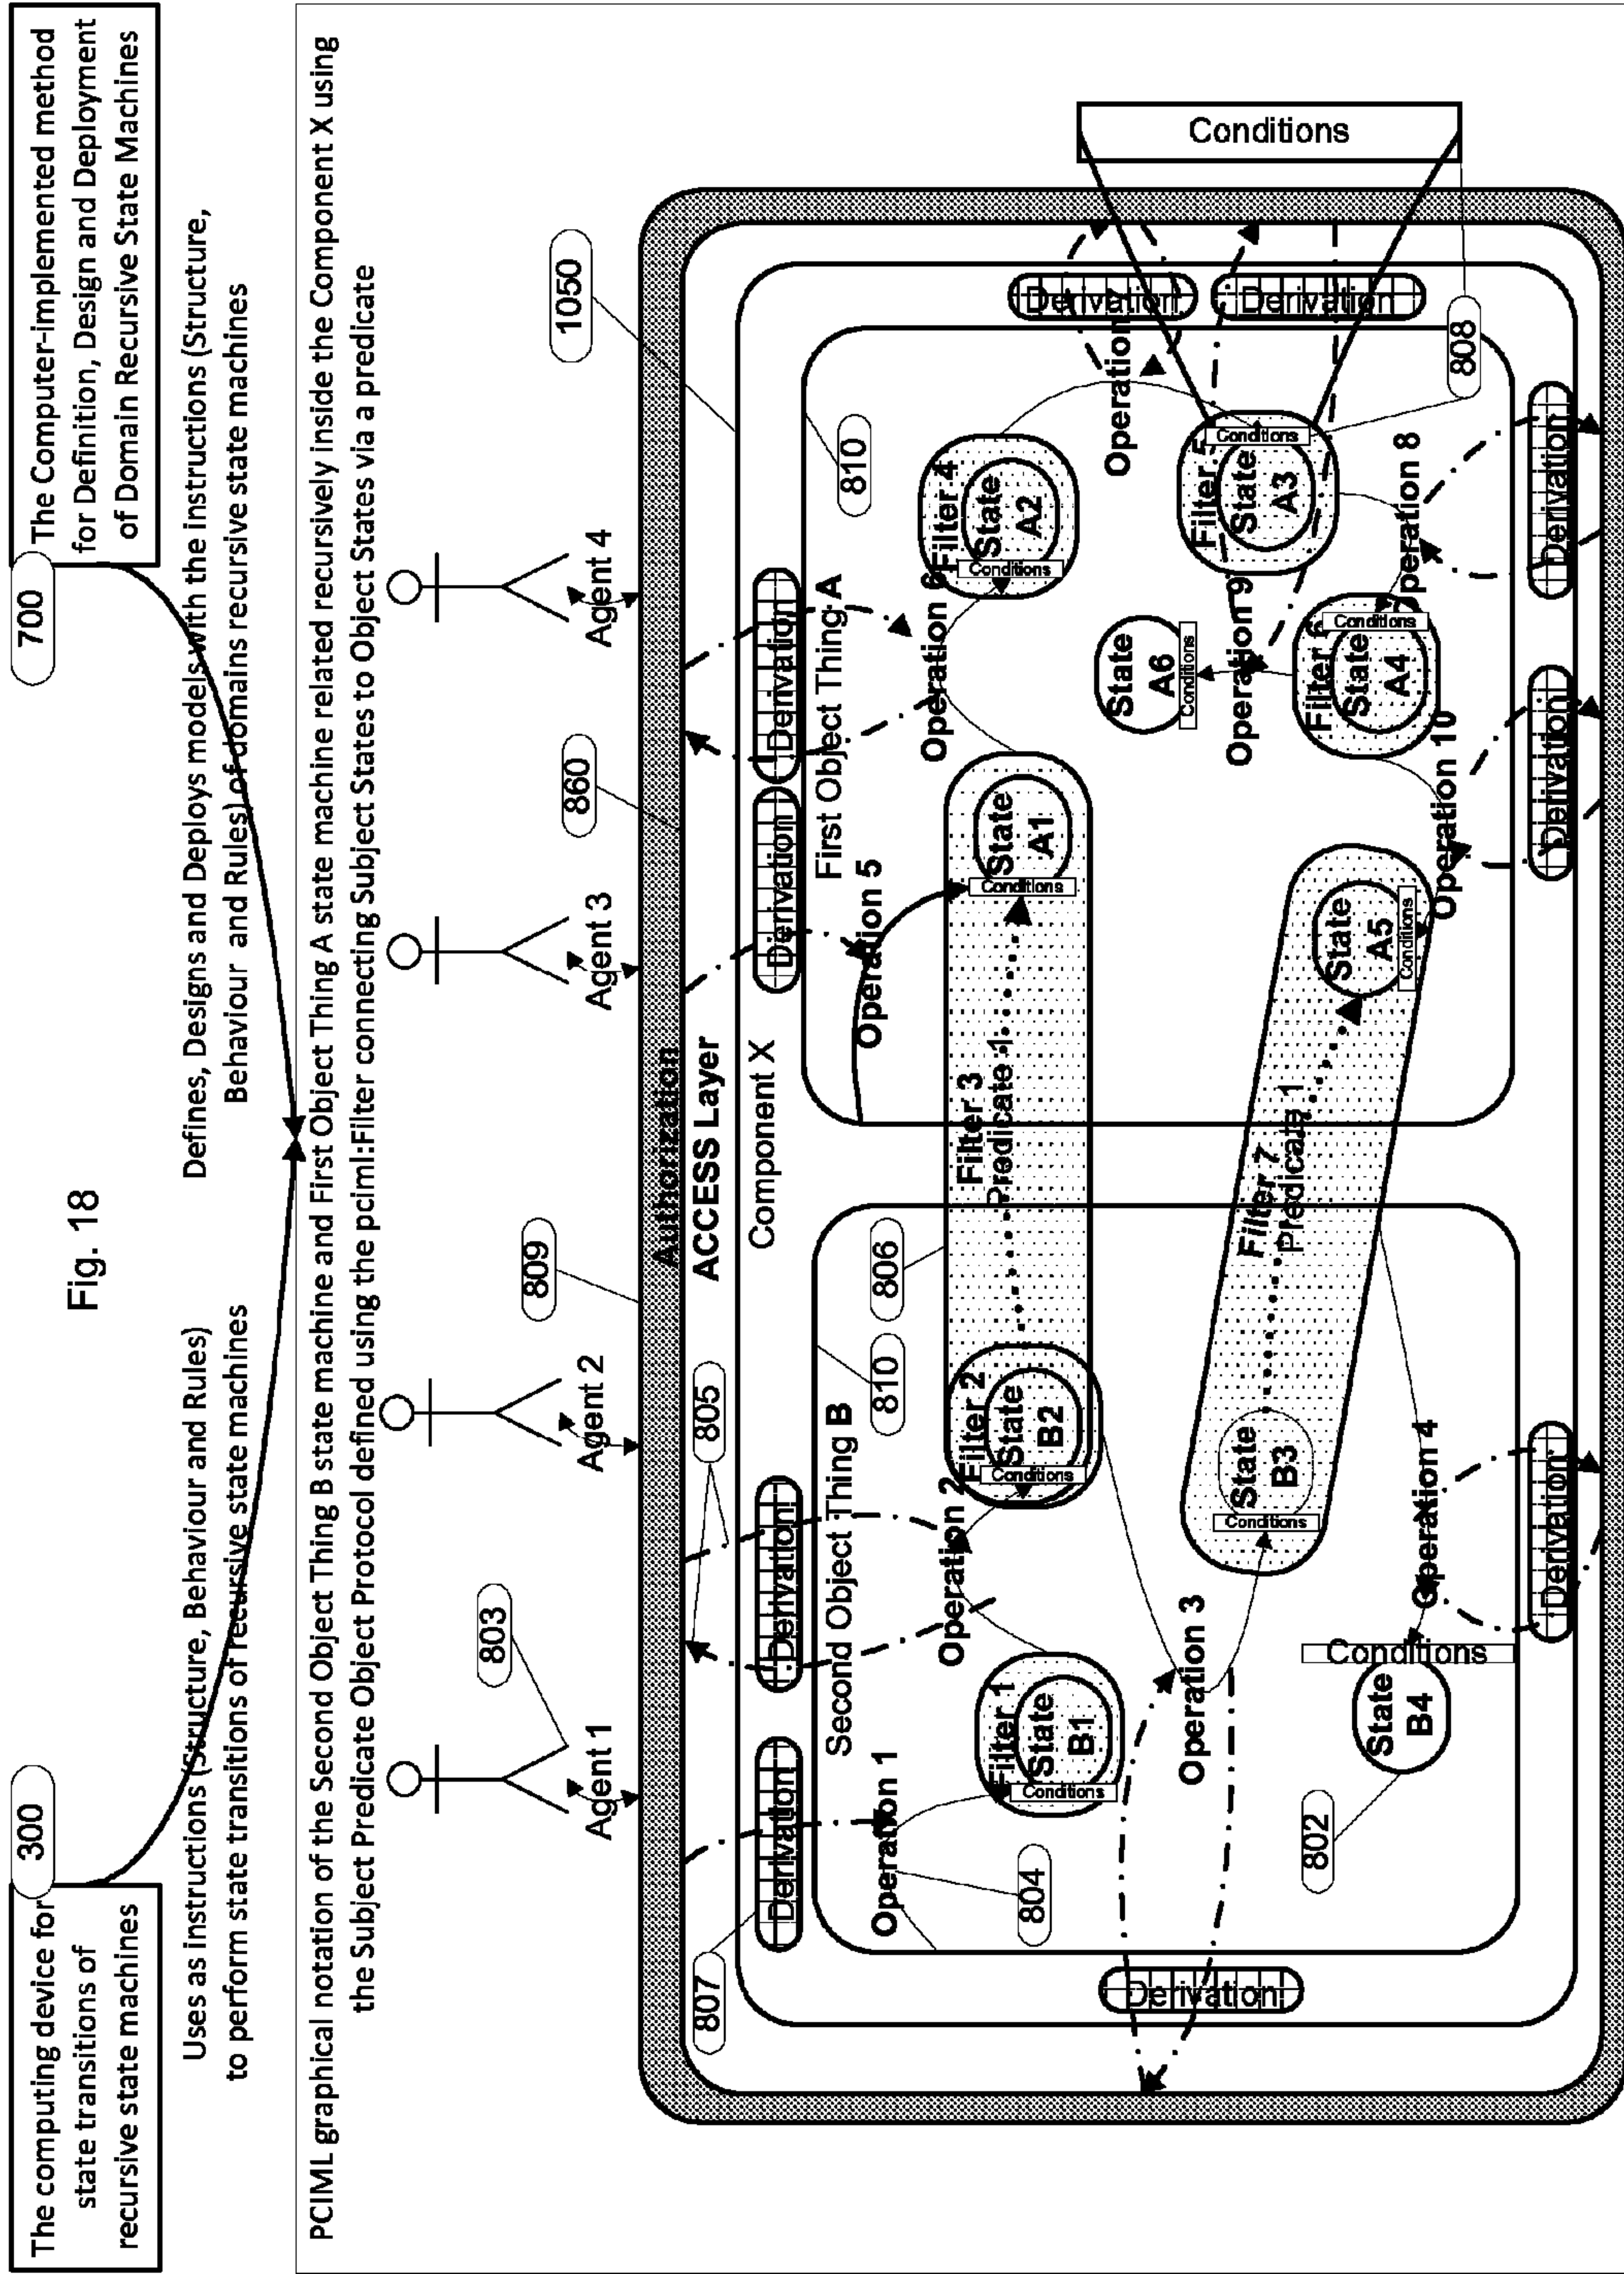 Fig. 18
300
The computing device for
state transitions of
recursive state machines
700
The Computer-implemented method
for Definition, Design and Deployment
of Domain Recursive State Machines
Uses as instructions (Structure, Behaviour and Rules)
to perform state transitions of recursive state machines
Defines, Designs and Deploys models with the instructions (Structure,
Behaviour and Rules) of domains recursive state machines
PCIML graphical notation of the Second Object Thing B state machine and First Object Thing A state machine related recursively inside the Component X using
the Subject Predicate Object Protocol defined using the pciml:Filter connecting Subject States to Object States via a predicate
803
809
1050
Agent 1
Agent 2
Agent 3
Agent 4
807
805
860
Authorization
ACCESS Layer
Component X
Derivation
Derivation
Derivation
Derivation
Second Object Thing B
810
806
First Object Thing A
810
Operation 1
Operation 2
Operation 5
Operation 6
Filter 1
State
B1
Conditions
Filter 2
State
B2
Conditions
Filter 3
Predicate 1
State
A1
Conditions
Filter 4
State
A2
Conditions
804
Derivation
Operation 3
Operation 7
Derivation
Derivation
Conditions
State
A6
Conditions
Filter 5
State
A3
Conditions
Operation 9
State
B3
Conditions
Filter 7
Predicate 1
State
A5
Conditions
Filter 6
State
A4
Conditions
Operation 8
808
802
State
B4
Conditions
Operation 4
Operation 10
Derivation
Derivation
Derivation